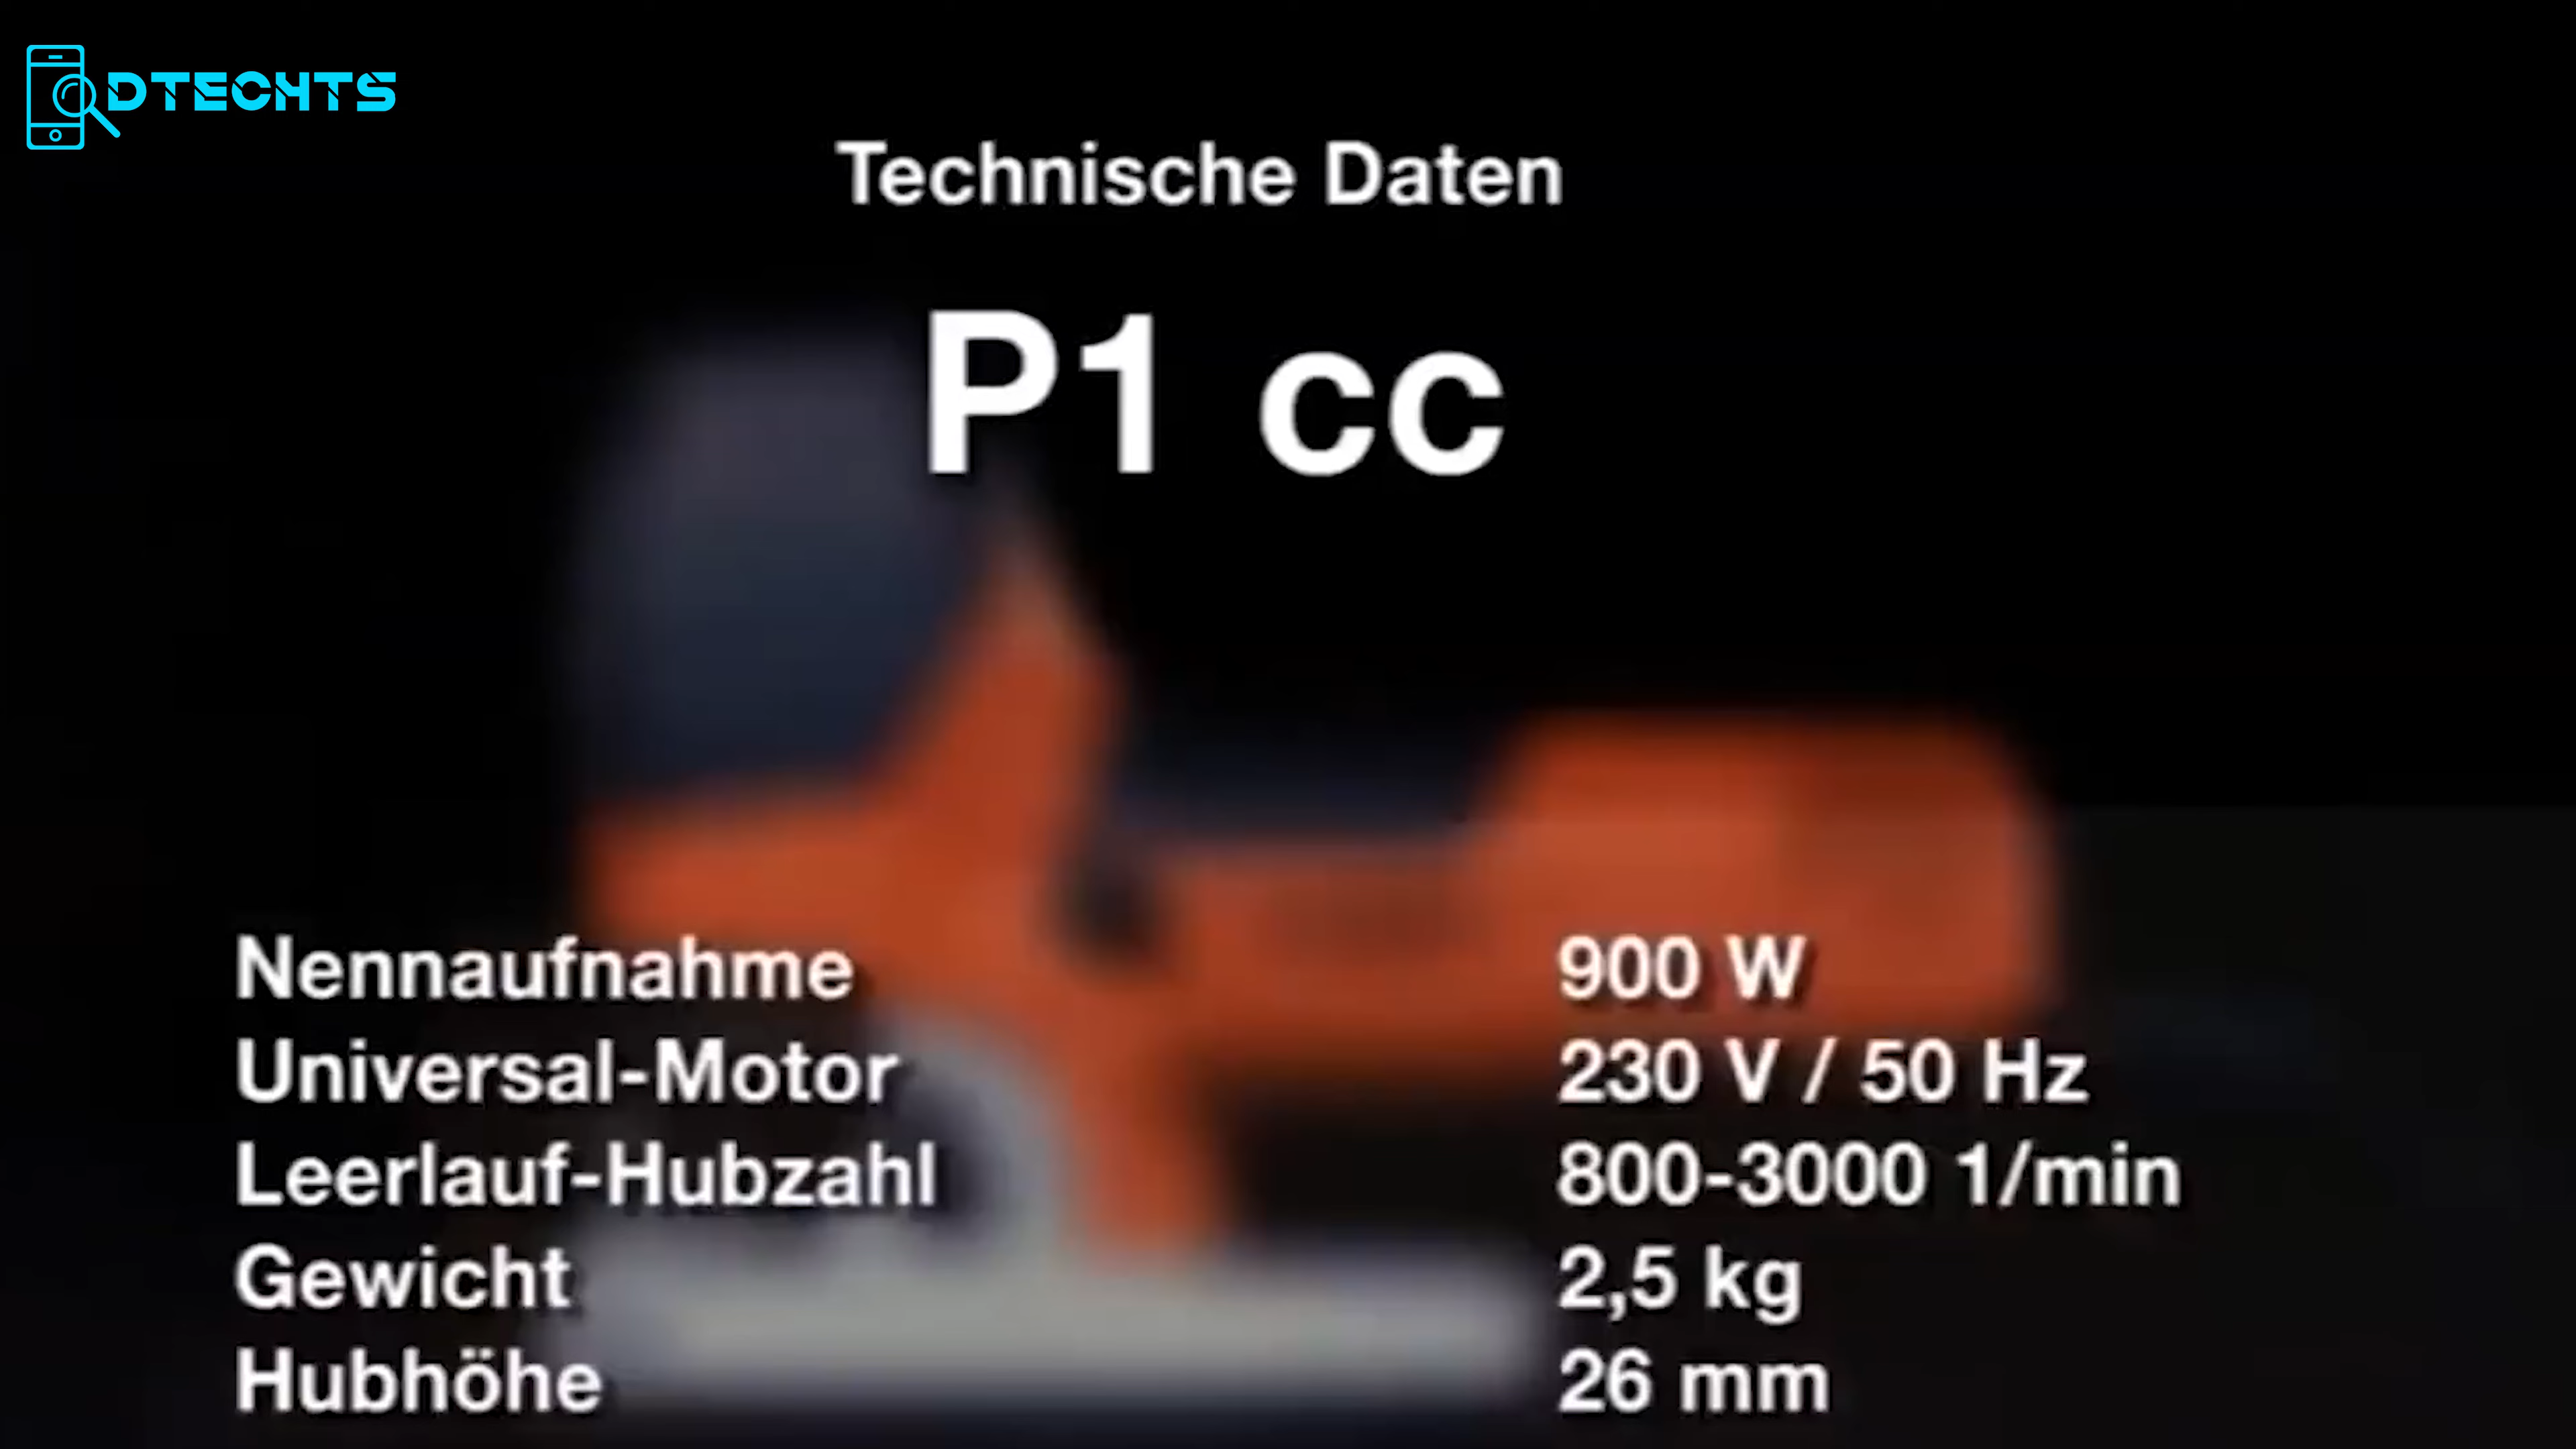 DTECHTS
Technische Daten
P1 cc
Nennaufnahme 900 W
Universal-Motor 230 V / 50 Hz
Leerlauf-Hubzahl 800-3000 1/min
Gewicht 2,5 kg
Hubhöhe 26 mm